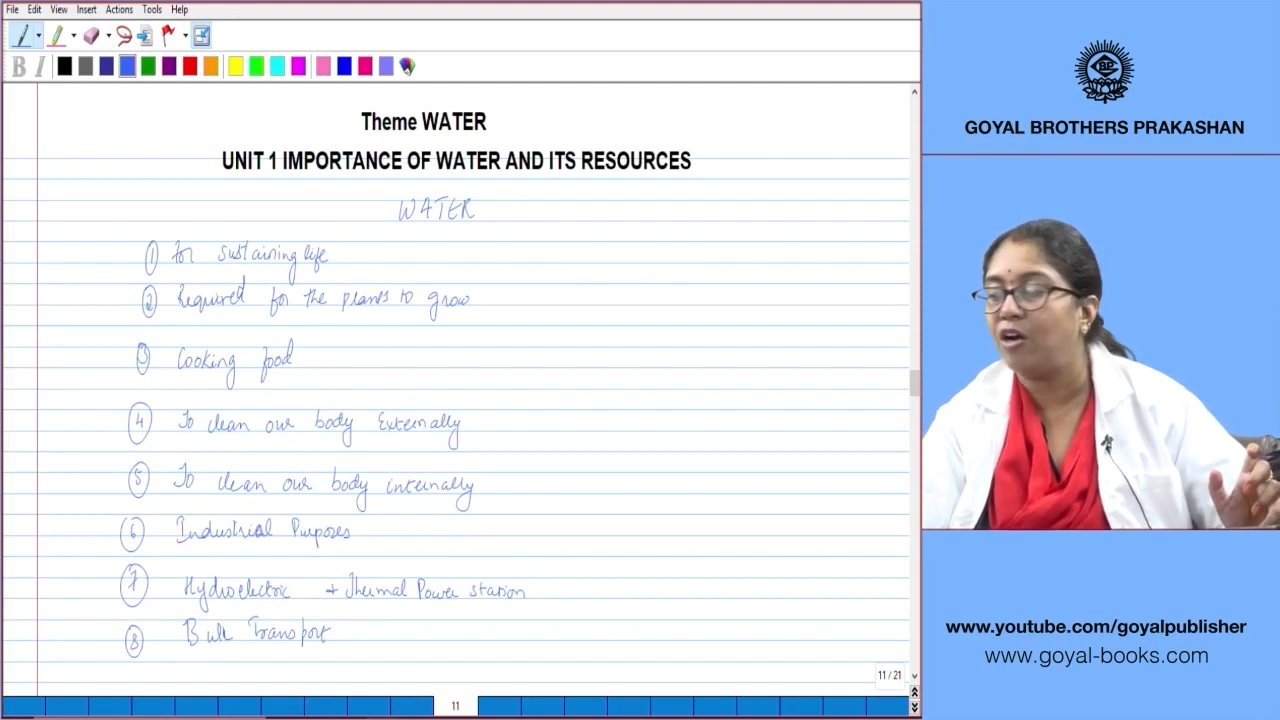 File Edit View Insert Actions Tools Help
B I
Theme WATER
UNIT 1 IMPORTANCE OF WATER AND ITS RESOURCES
WATER
1 For sustaining life
2 Required for the plants to grow
3 Cooking food
4 To clean our body Externally
5 To clean our body internally
6 Industrial Purposes
7 Hydroelectric + Thermal Power station
8 Bulk Transport
11 / 21
11
GBP
GOYAL BROTHERS PRAKASHAN
www.youtube.com/goyalpublisher
www.goyal-books.com